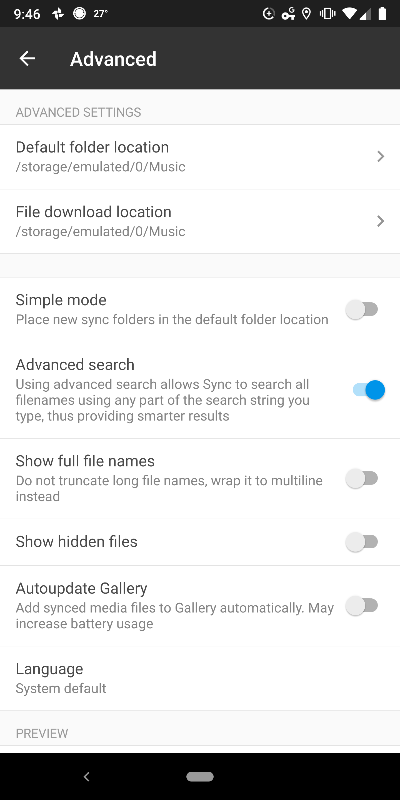 9:46 27°
Advanced
ADVANCED SETTINGS
Default folder location
/storage/emulated/0/Music
File download location
/storage/emulated/0/Music
Simple mode
Place new sync folders in the default folder location
Advanced search
Using advanced search allows Sync to search all
filenames using any part of the search string you
type, thus providing smarter results
Show full file names
Do not truncate long file names, wrap it to multiline
instead
Show hidden files
Autoupdate Gallery
Add synced media files to Gallery automatically. May
increase battery usage
Language
System default
PREVIEW